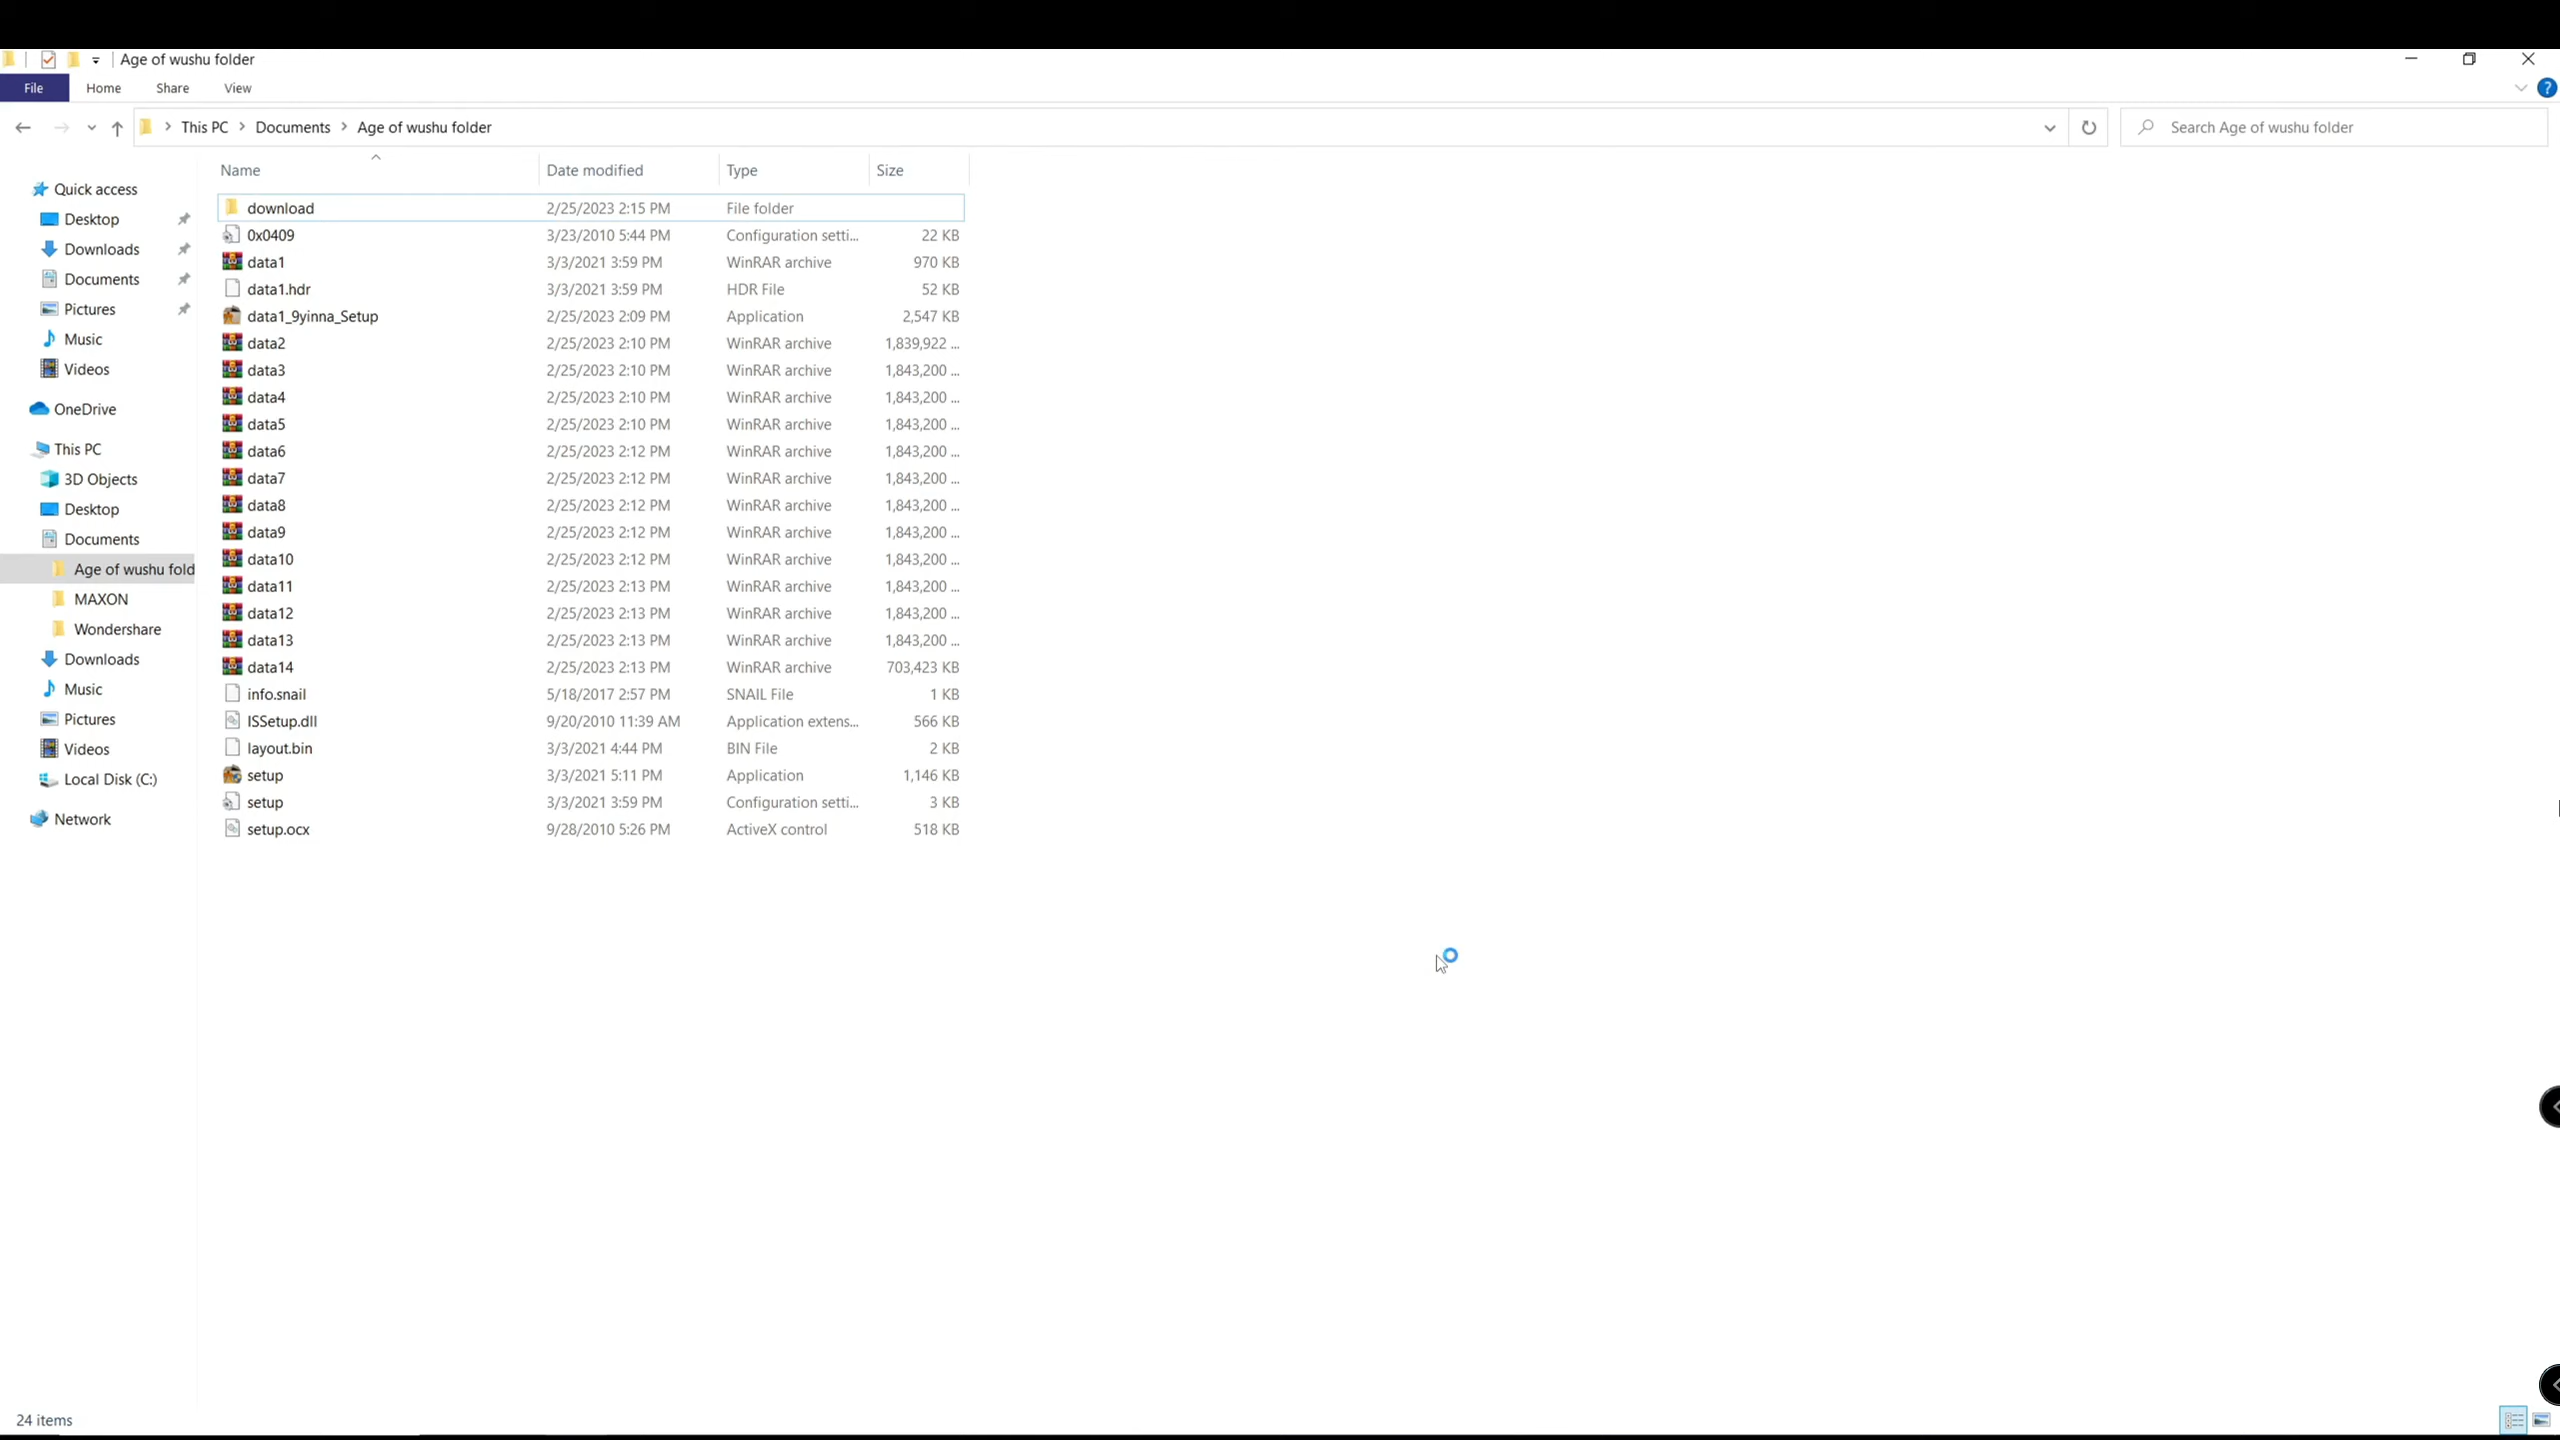 Age of wushu folder
File Home Share View
This PC Documents Age of wushu folder
Search Age of wushu folder
Name Date modified Type Size
Quick access
Desktop
Downloads
Documents
Pictures
Music
Videos
OneDrive
This PC
3D Objects
Desktop
Documents
Age of wushu fold
MAXON
Wondershare
Downloads
Music
Pictures
Videos
Local Disk (C:)
Network
download 2/25/2023 2:15 PM File folder
0x0409 3/23/2010 5:44 PM Configuration setti... 22 KB
data1 3/3/2021 3:59 PM WinRAR archive 970 KB
data1.hdr 3/3/2021 3:59 PM HDR File 52 KB
data1_9yinna_Setup 2/25/2023 2:09 PM Application 2,547 KB
data2 2/25/2023 2:10 PM WinRAR archive 1,839,922 ...
data3 2/25/2023 2:10 PM WinRAR archive 1,843,200 ...
data4 2/25/2023 2:10 PM WinRAR archive 1,843,200 ...
data5 2/25/2023 2:10 PM WinRAR archive 1,843,200 ...
data6 2/25/2023 2:12 PM WinRAR archive 1,843,200 ...
data7 2/25/2023 2:12 PM WinRAR archive 1,843,200 ...
data8 2/25/2023 2:12 PM WinRAR archive 1,843,200 ...
data9 2/25/2023 2:12 PM WinRAR archive 1,843,200 ...
data10 2/25/2023 2:12 PM WinRAR archive 1,843,200 ...
data11 2/25/2023 2:13 PM WinRAR archive 1,843,200 ...
data12 2/25/2023 2:13 PM WinRAR archive 1,843,200 ...
data13 2/25/2023 2:13 PM WinRAR archive 1,843,200 ...
data14 2/25/2023 2:13 PM WinRAR archive 703,423 KB
info.snail 5/18/2017 2:57 PM SNAIL File 1 KB
ISSetup.dll 9/20/2010 11:39 AM Application extens... 566 KB
layout.bin 3/3/2021 4:44 PM BIN File 2 KB
setup 3/3/2021 5:11 PM Application 1,146 KB
setup 3/3/2021 3:59 PM Configuration setti... 3 KB
setup.ocx 9/28/2010 5:26 PM ActiveX control 518 KB
24 items